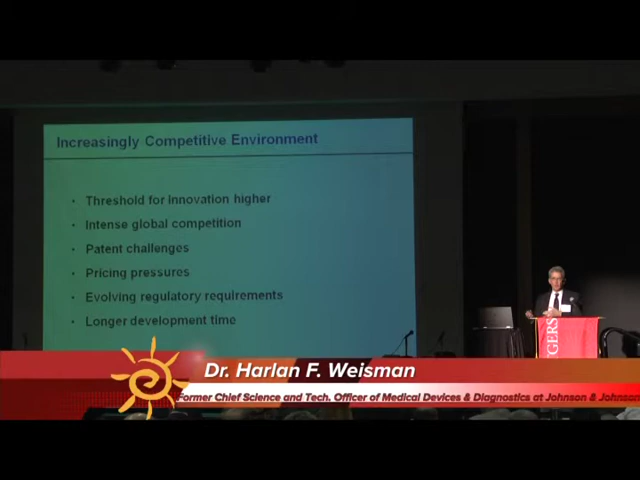 Increasingly Competitive Environment
· Threshold for Innovation higher
· Intense global competition
· Patent challenges
· Pricing pressures
· Evolving regulatory requirements
· Longer development time
TGERS
Dr. Harlan F. Weisman
Former Chief Science and Tech. Officer of Medical Devices & Diagnostics at Johnson & Johnson